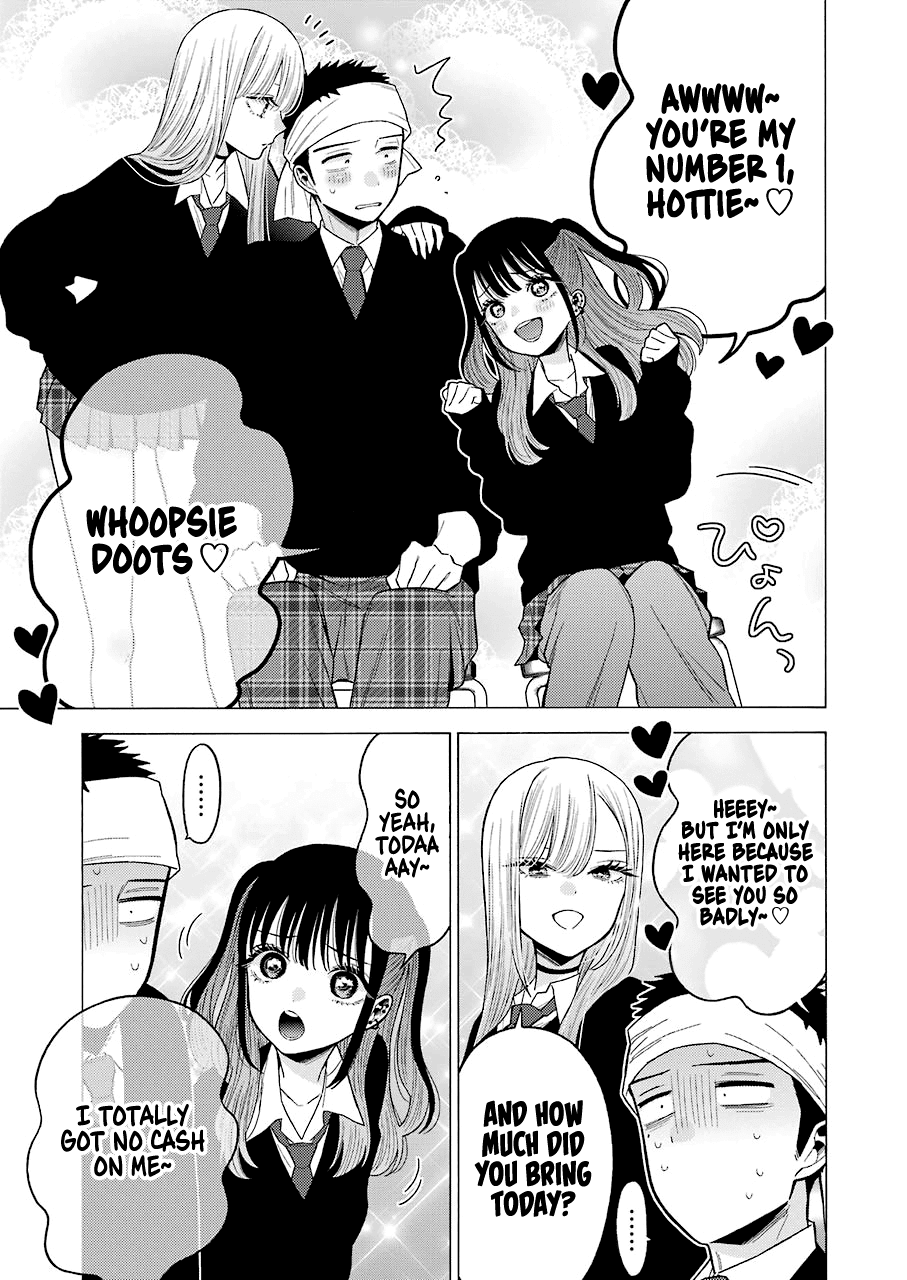 AWWWW~
YOU'RE MY
NUMBER 1,
HOTTIE~♡
WHOOPSIE
DOOTS♡
ぴょんっ
HEEEY~
BUT I'M ONLY
HERE BECAUSE
I WANTED TO
SEE YOU SO
BADLY~♡
AND HOW
MUCH DID
YOU BRING
TODAY?
......
SO
YEAH,
TODAA
AAY~
......
I TOTALLY
GOT NO CASH
ON ME~